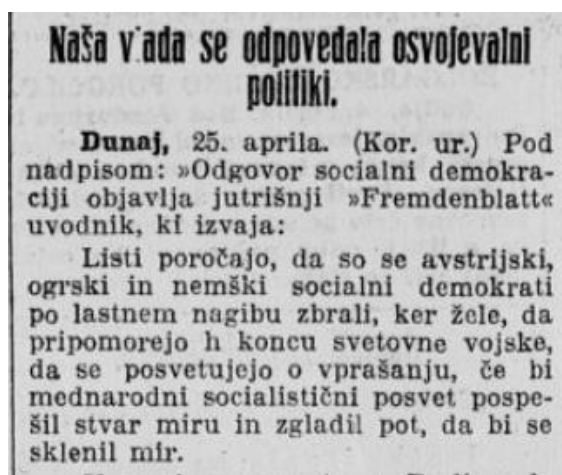 Naša v ada se odpovedala osvojevalni
politiki.
Dunaj, 25. aprila. (Kor. ur.) Pod
nadpisom: »Odgovor socialni demokra-
ciji objavlja jutrišnji »Fremdenblatt«
uvodnik, ki izvaja:
Listi poročajo, da so se avstrijski,
ogrski in nemški socialni demokrati
po lastnem nagibu zbrali, ker žele, da
pripomorejo h koncu svetovne vojske,
da se posvetujejo o vprašanju, če bi
mednarodni socialistični posvet pospe-
šil stvar miru in zgladil pot, da bi se
sklenil mir.